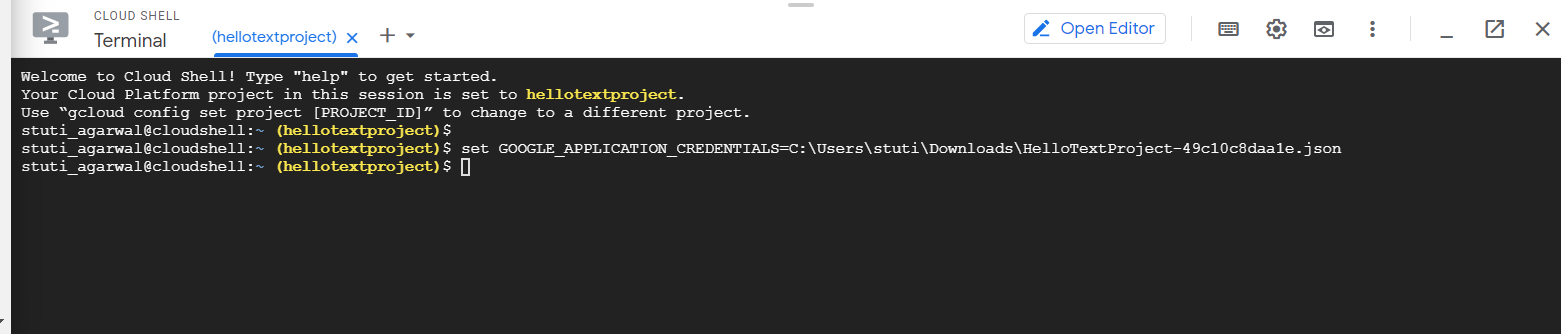 CLOUD SHELL
Terminal
(hellotextproject)
Open Editor
Welcome to Cloud Shell! Type "help" to get started.
Your Cloud Platform project in this session is set to hellotextproject.
Use “gcloud config set project [PROJECT_ID]” to change to a different project.
stuti_agarwal@cloudshell:~ (hellotextproject)$
stuti_agarwal@cloudshell:~ (hellotextproject)$ set GOOGLE_APPLICATION_CREDENTIALS=C:\Users\stuti\Downloads\HelloTextProject-49c10c8daa1e.json
stuti_agarwal@cloudshell:~ (hellotextproject)$